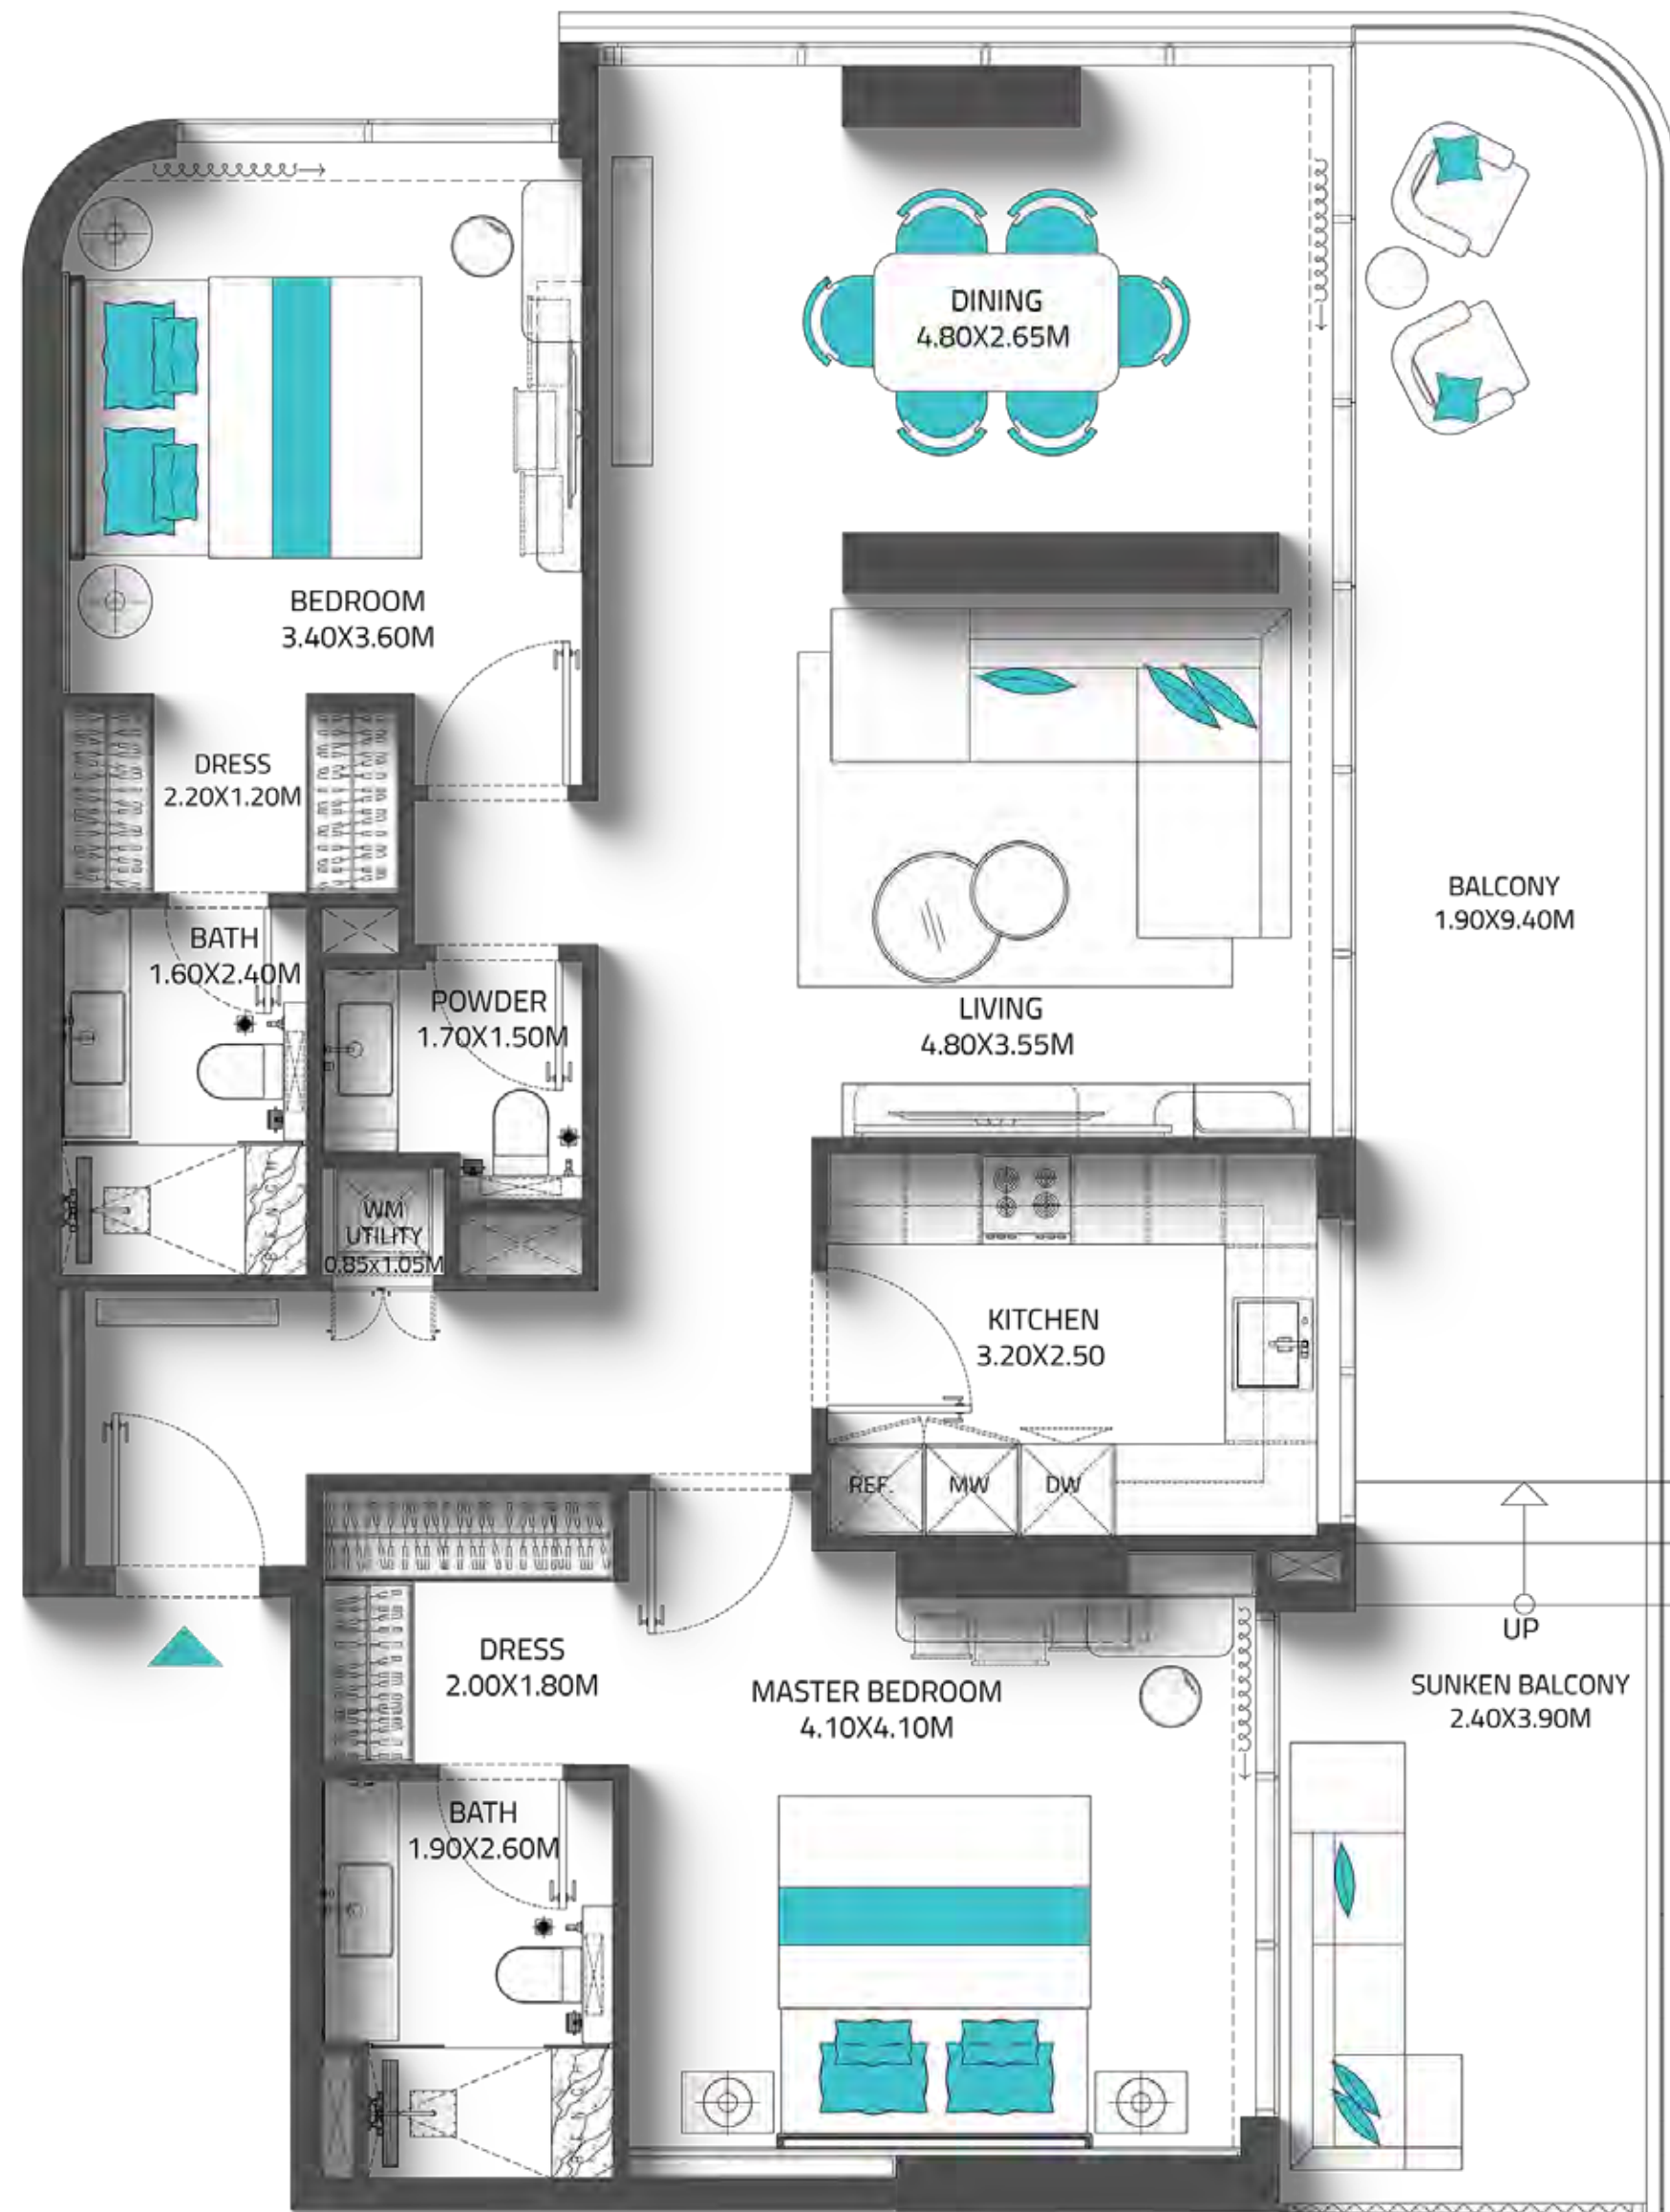 DINING
4.80X2.65M
BEDROOM
3.40X3.60M
DRESS
2.20X1.20M
BALCONY
1.90X9.40M
BATH
1.60X2.40M
POWDER
1.70X1.50M
LIVING
4.80X3.55M
WM
UTILITY
0.85x1.05M
KITCHEN
3.20X2.50
REF.
MW
DW
UP
DRESS
2.00X1.80M
MASTER BEDROOM
4.10X4.10M
SUNKEN BALCONY
2.40X3.90M
BATH
1.90X2.60M